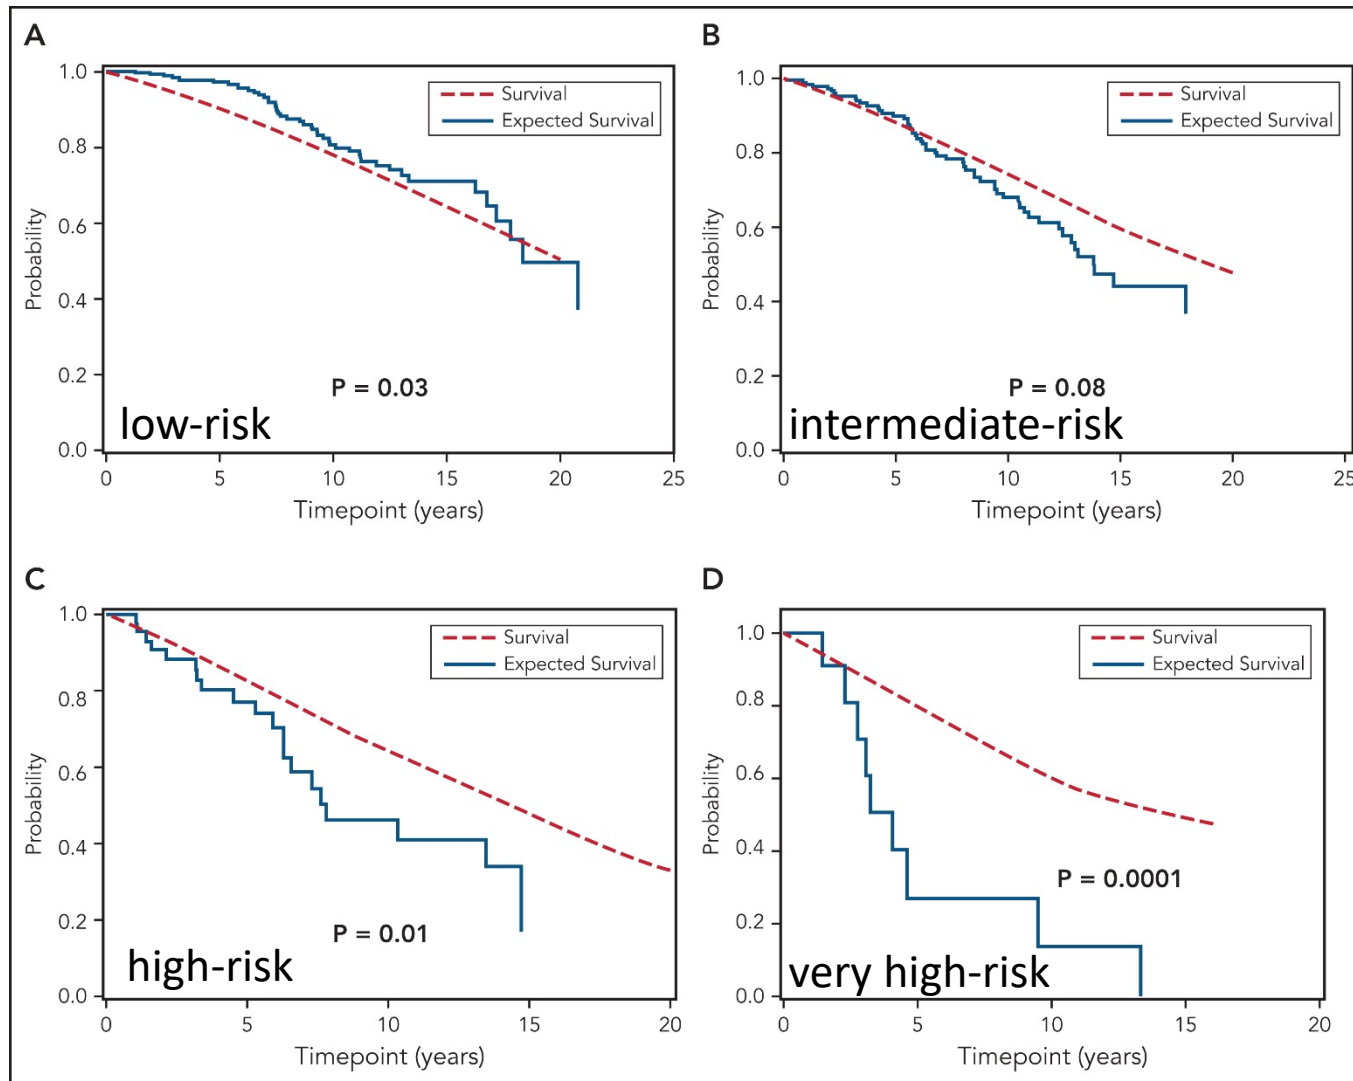 A
1.0
0.8
0.6
0.4
0.2
0.0
Probability
Survival
Expected Survival
P = 0.03
low-risk
0 5 10 15 20 25
Timepoint (years)
B
1.0
0.8
0.6
0.4
0.2
0.0
Probability
Survival
Expected Survival
P = 0.08
intermediate-risk
0 5 10 15 20 25
Timepoint (years)
C
1.0
0.8
0.6
0.4
0.2
0.0
Probability
Survival
Expected Survival
P = 0.01
high-risk
0 5 10 15 20
Timepoint (years)
D
1.0
0.8
0.6
0.4
0.2
0.0
Probability
Survival
Expected Survival
P = 0.0001
very high-risk
0 5 10 15 20
Timepoint (years)